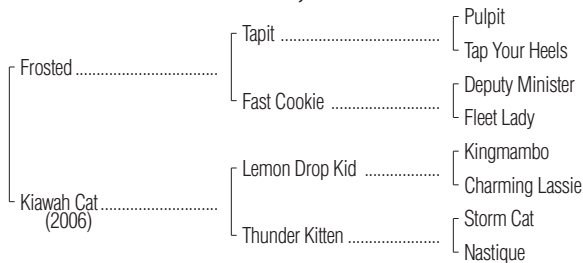 Pulpit
Tapit
Tap Your Heels
Frosted
Deputy Minister
Fast Cookie
Fleet Lady
Kingmambo
Lemon Drop Kid
Charming Lassie
Kiawah Cat
(2006)
Storm Cat
Thunder Kitten
Nastique